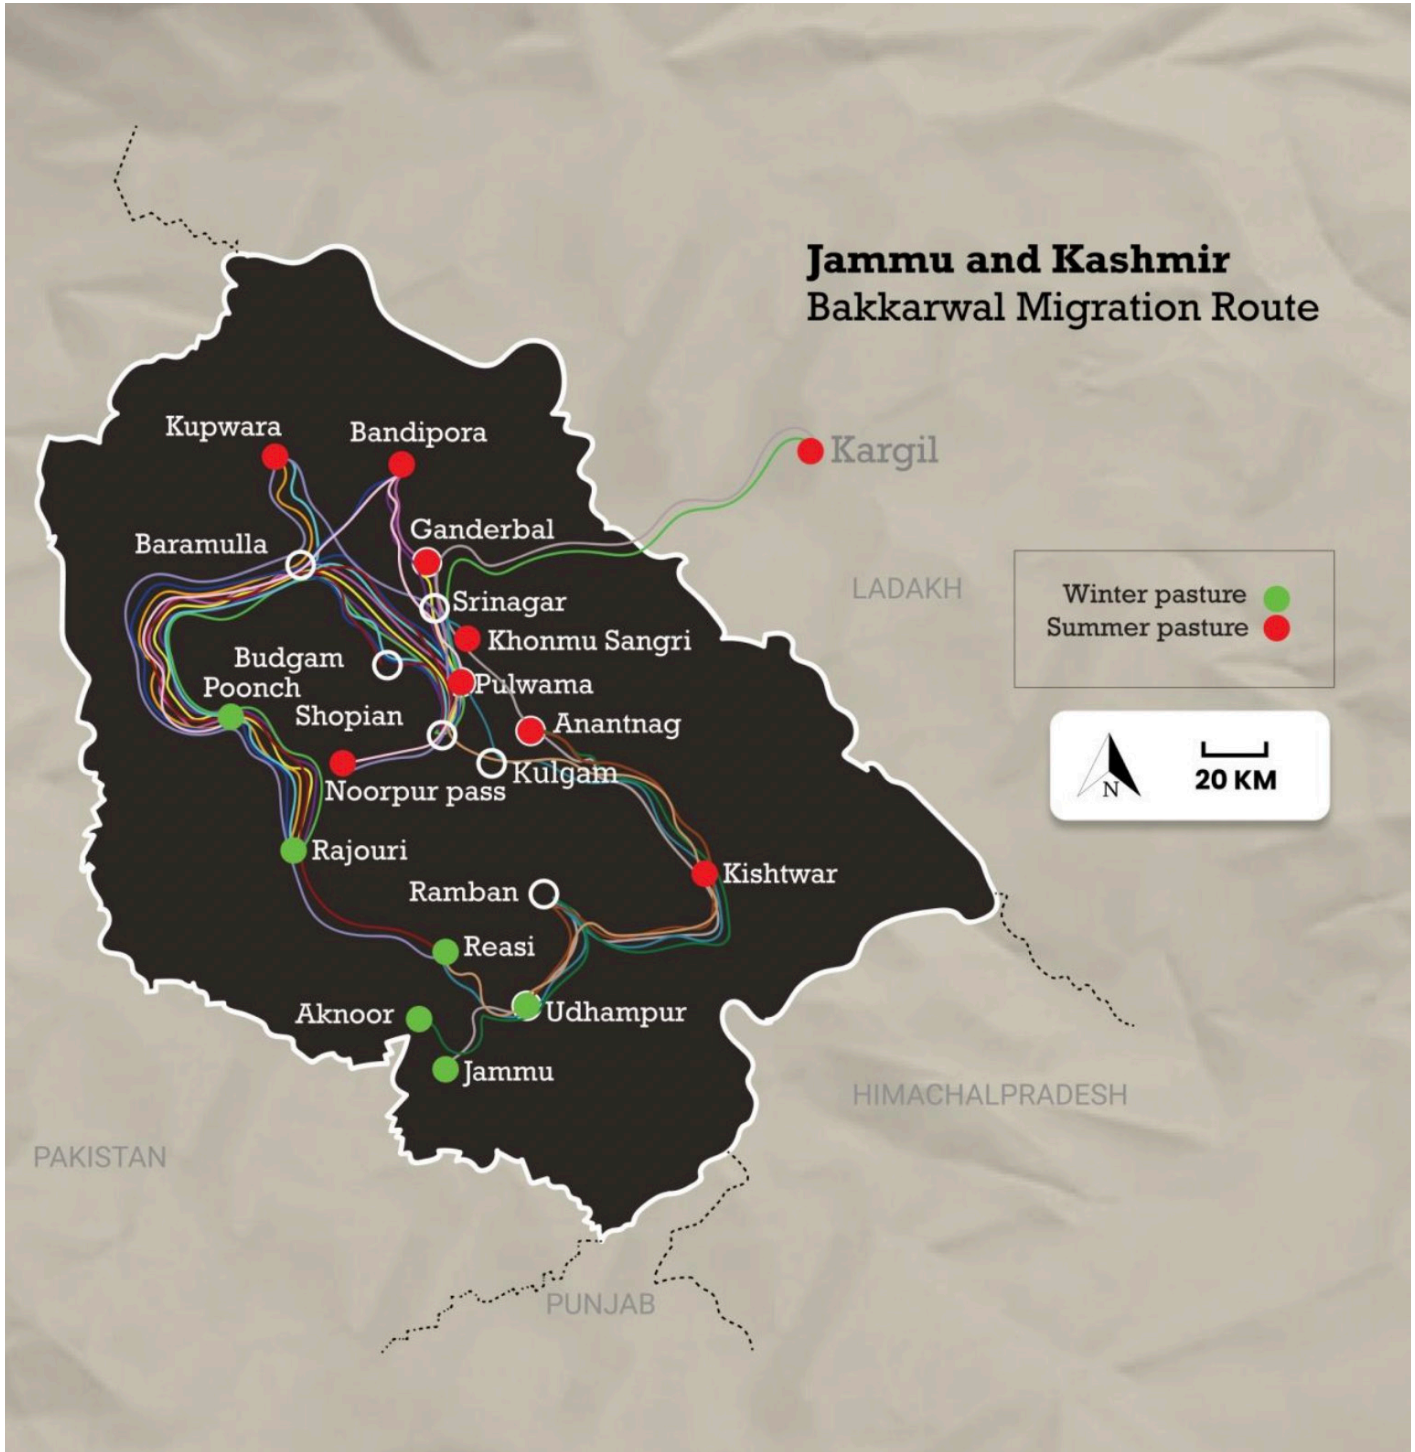 Jammu and Kashmir
Bakkarwal Migration Route
Kupwara
Bandipora
Kargil
Ganderbal
Baramulla
LADAKH
Winter pasture
Summer pasture
Srinagar
Khonmu Sangri
Budgam
Poonch
Pulwama
Shopian
Anantnag
Kulgam
Noorpur pass
N
20 KM
Rajouri
Kishtwar
Ramban
Reasi
Aknoor
Udhampur
Jammu
HIMACHALPRADESH
PAKISTAN
PUNJAB